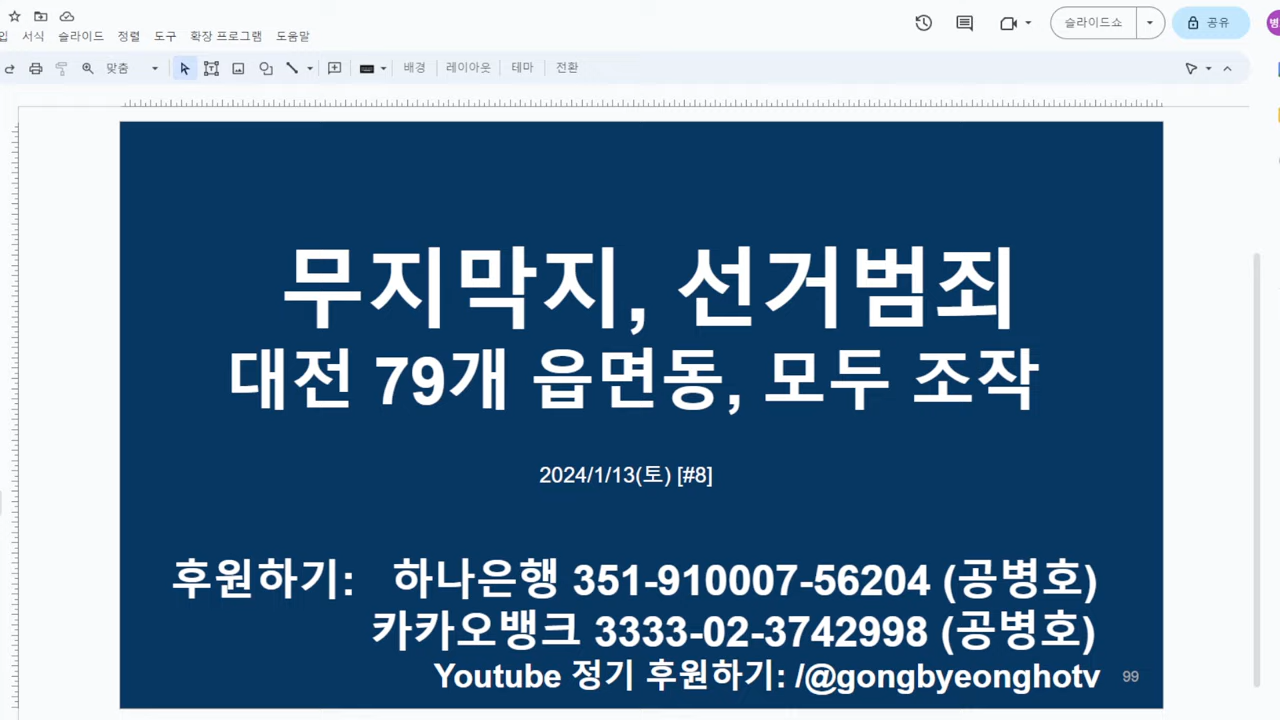 슬라이드쇼
공유
병
입 서식 슬라이드 정렬 도구 확장 프로그램 도움말
맞춤 배경 레이아웃 테마 전환
무지막지, 선거범죄
대전 79개 읍면동, 모두 조작
2024/1/13(토) [#8]
후원하기: 하나은행 351-910007-56204 (공병호)
카카오뱅크 3333-02-3742998 (공병호)
Youtube 정기 후원하기: /@gongbyeonghotv
99